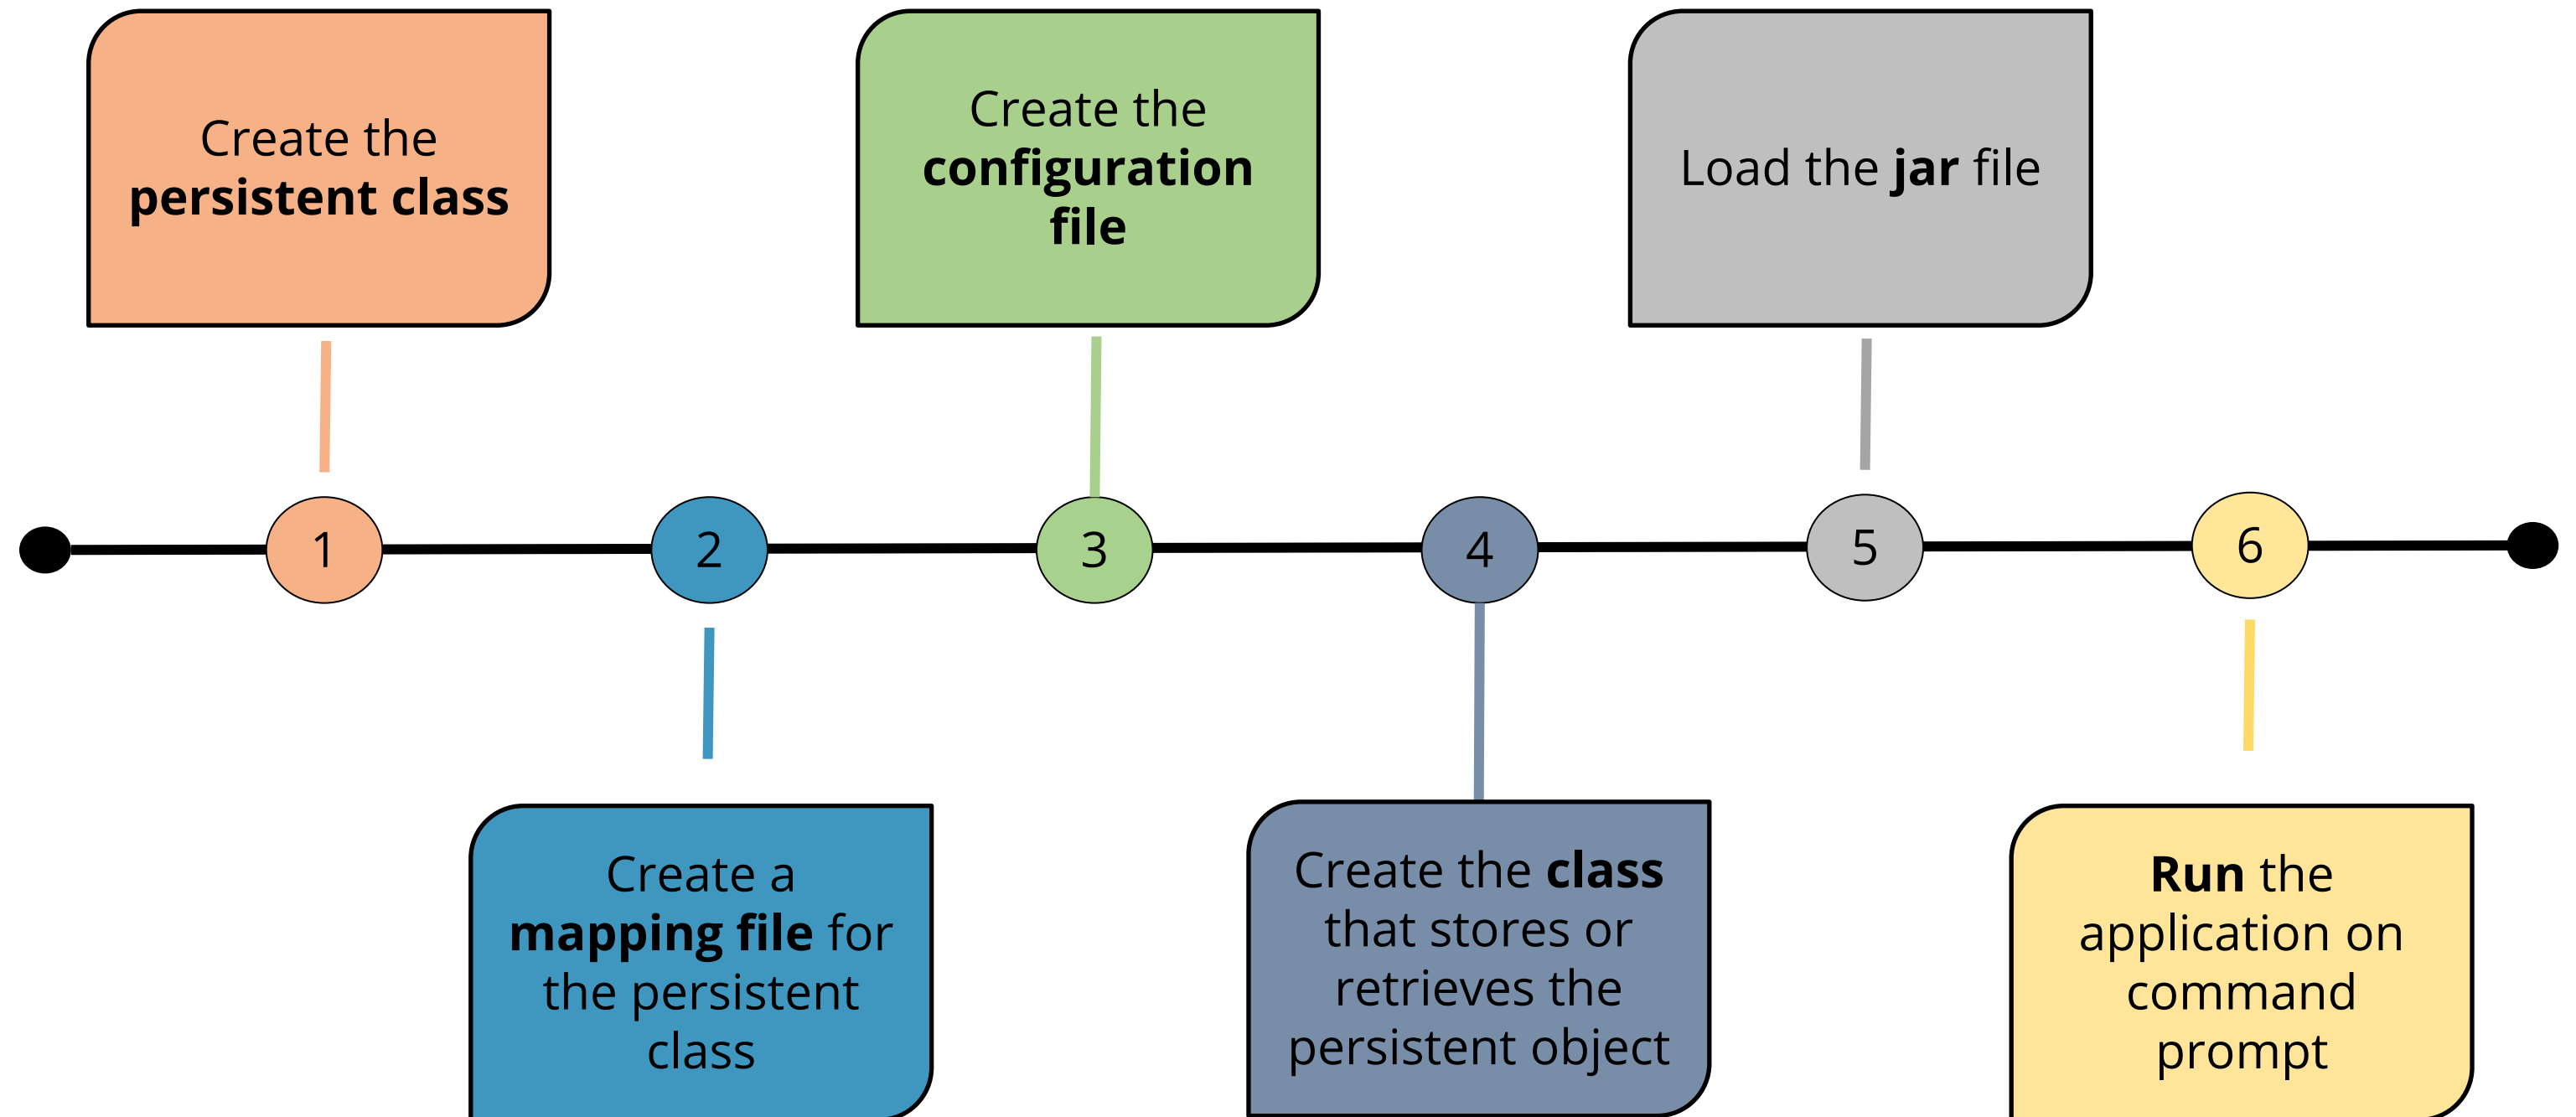 Create the
persistent class
Create the
configuration
file
Load the jar file
1
2
3
4
5
6
Create a
mapping file for
the persistent
class
Create the class
that stores or
retrieves the
persistent object
Run the
application on
command
prompt